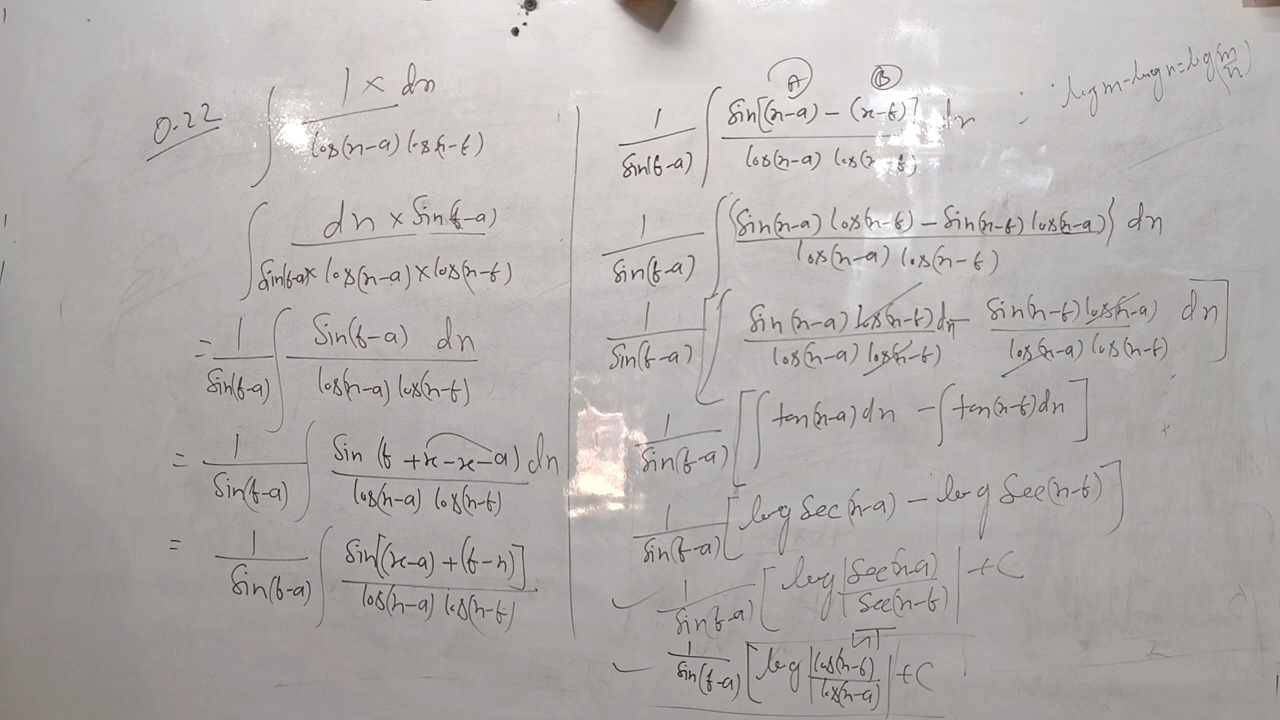 Q.22 ∫ 1 × dx / cos(x-a) cos(x-b)
∫ dx × sin(b-a) / sin(b-a) × cos(x-a) × cos(x-b)
= 1/sin(b-a) ∫ sin(b-a) dx / cos(x-a) cos(x-b)
= 1/sin(b-a) ∫ sin(b+x-x-a) dx / cos(x-a) cos(x-b)
= 1/sin(b-a) ∫ sin[(x-a)+(b-x)] / cos(x-a) cos(x-b)
A B
1/sin(b-a) ∫ sin[(x-a)-(x-b)] dx / cos(x-a) cos(x-b)
∵ log m - log n = log(m/n)
1/sin(b-a) ∫ {sin(x-a) cos(x-b) - sin(x-b) cos(x-a)} dx / cos(x-a) cos(x-b)
1/sin(b-a) [∫ sin(x-a) cos(x-b) dx / cos(x-a) cos(x-b) - sin(x-b) cos(x-a) / cos(x-a) cos(x-b) dx]
1/sin(b-a) [∫ tan(x-a) dx - ∫ tan(x-b) dx]
1/sin(b-a) [log sec(x-a) - log sec(x-b)]
✓ 1/sin(b-a) [log |sec(x-a) / sec(x-b)| + C
या
✓ 1/sin(b-a) [log |cos(x-b) / cos(x-a)| + C